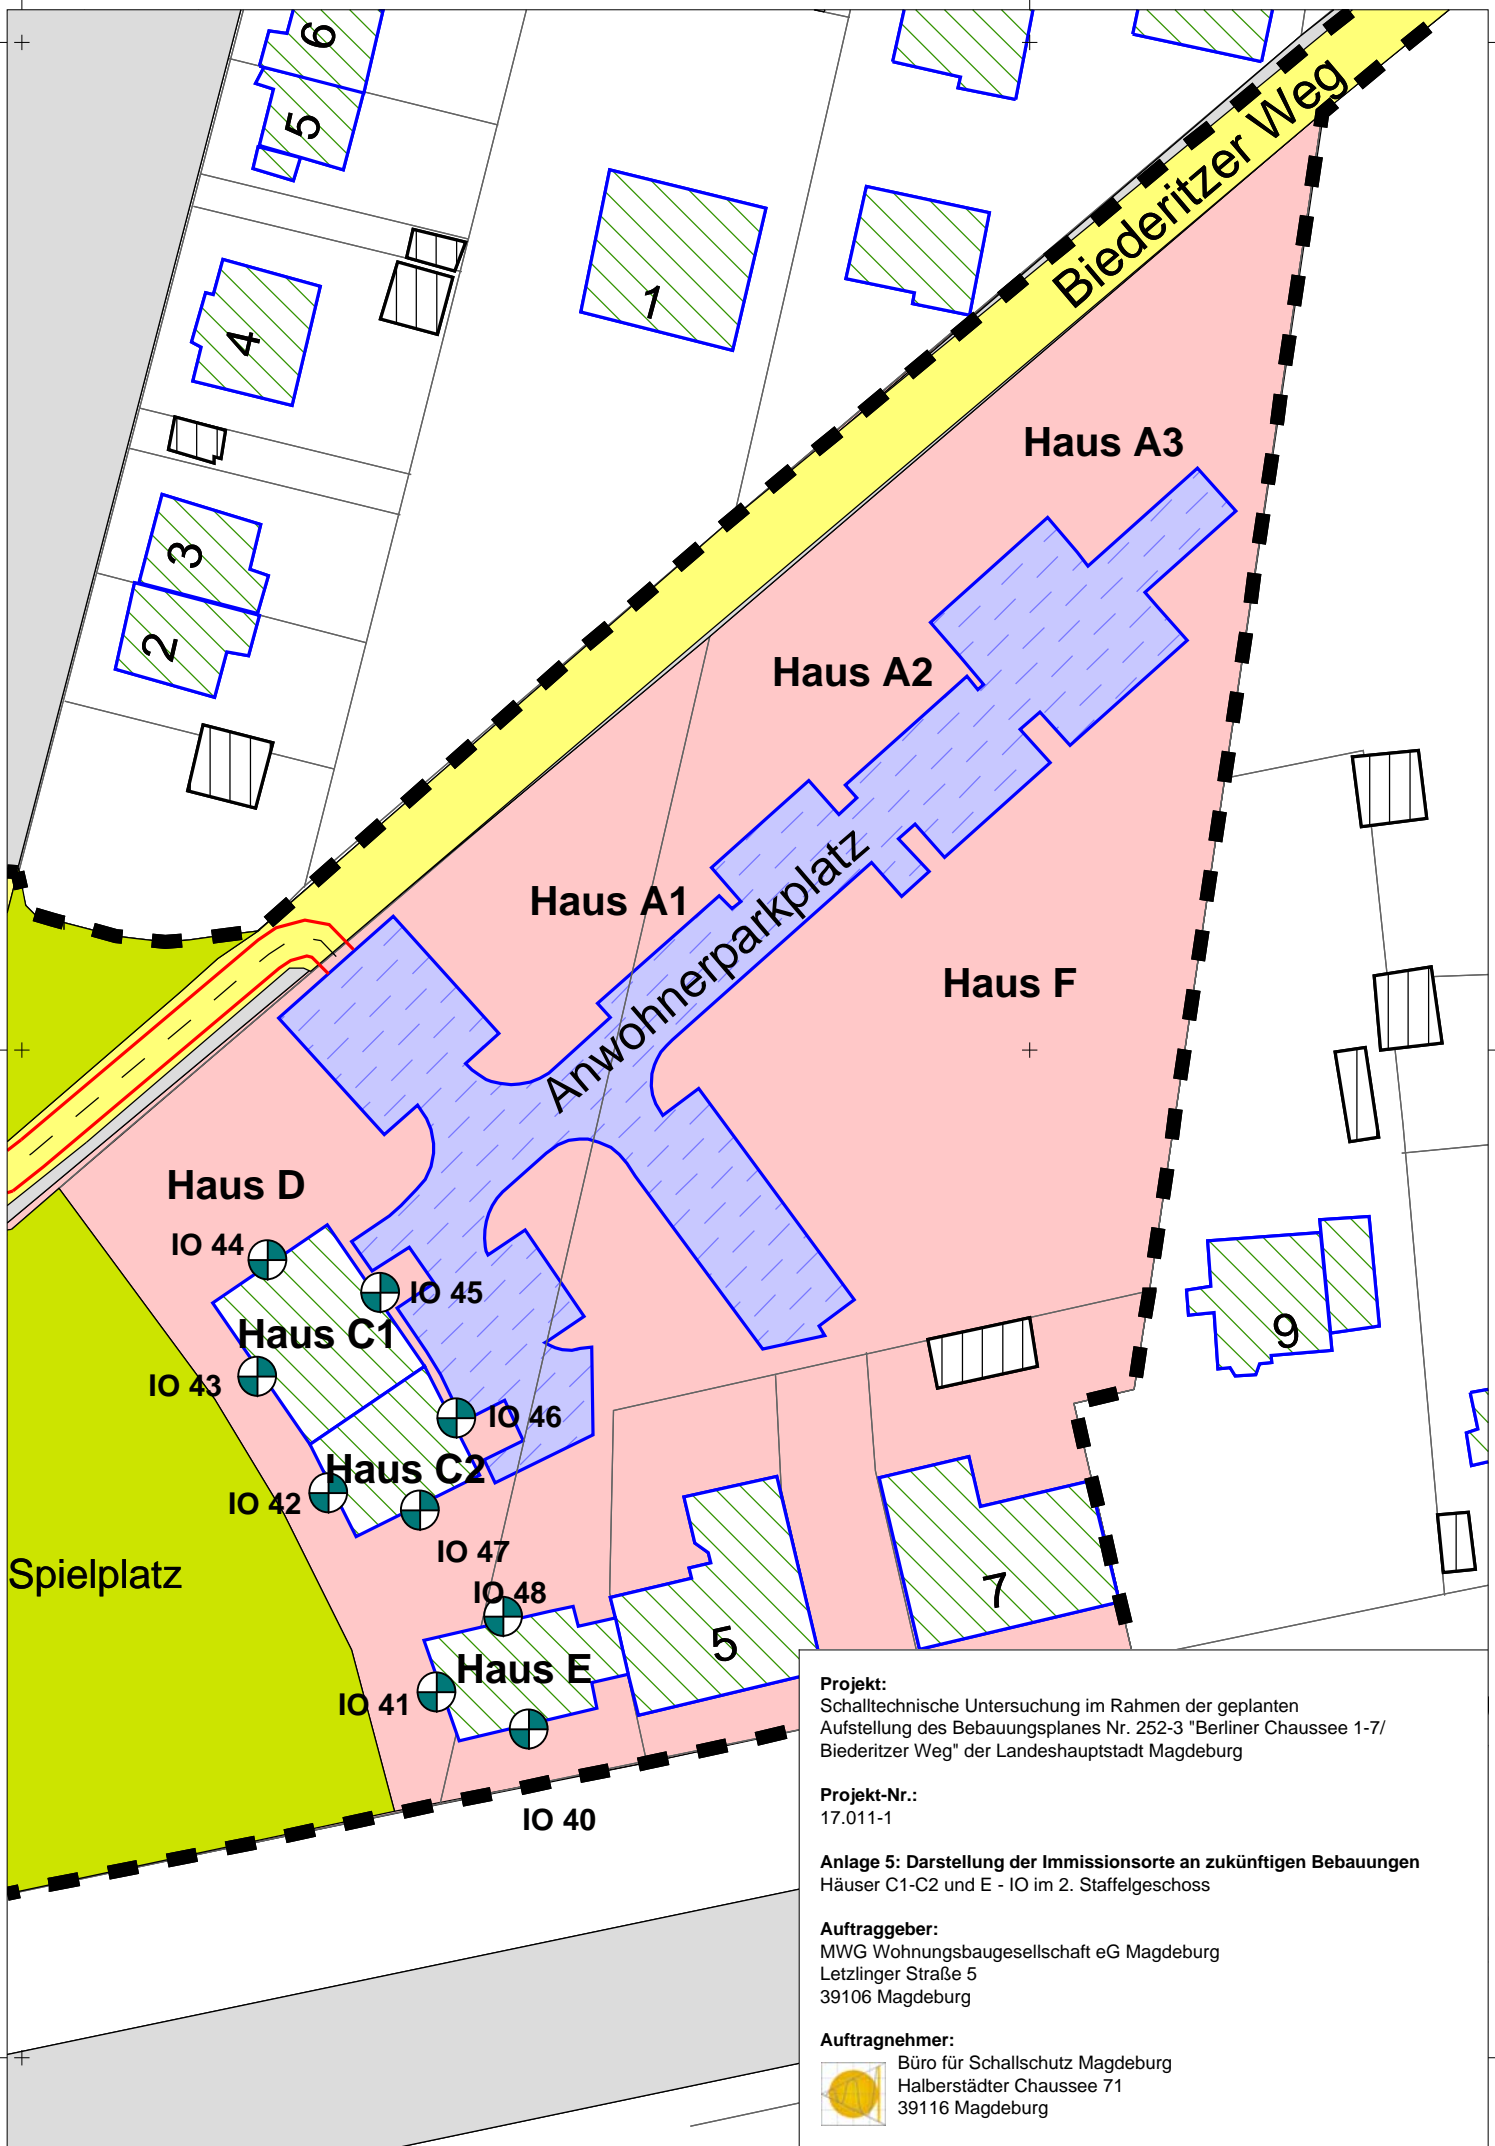 6
5
Biederitzer Weg
1
4
Haus A3
3
2
Haus A2
Haus A1
Anwohnerparkplatz
Haus F
Haus D
IO 44
IO 45
Haus C1
9
IO 43
IO 46
Haus C2
IO 42
IO 47
Spielplatz
IO 48
7
5
Haus E
IO 41
IO 40
Projekt:
Schalltechnische Untersuchung im Rahmen der geplanten
Aufstellung des Bebauungsplanes Nr. 252-3 "Berliner Chaussee 1-7/
Biederitzer Weg" der Landeshauptstadt Magdeburg
Projekt-Nr.:
17.011-1
Anlage 5: Darstellung der Immissionsorte an zukünftigen Bebauungen
Häuser C1-C2 und E - IO im 2. Staffelgeschoss
Auftraggeber:
MWG Wohnungsbaugesellschaft eG Magdeburg
Letzlinger Straße 5
39106 Magdeburg
Auftragnehmer:
Büro für Schallschutz Magdeburg
Halberstädter Chaussee 71
39116 Magdeburg